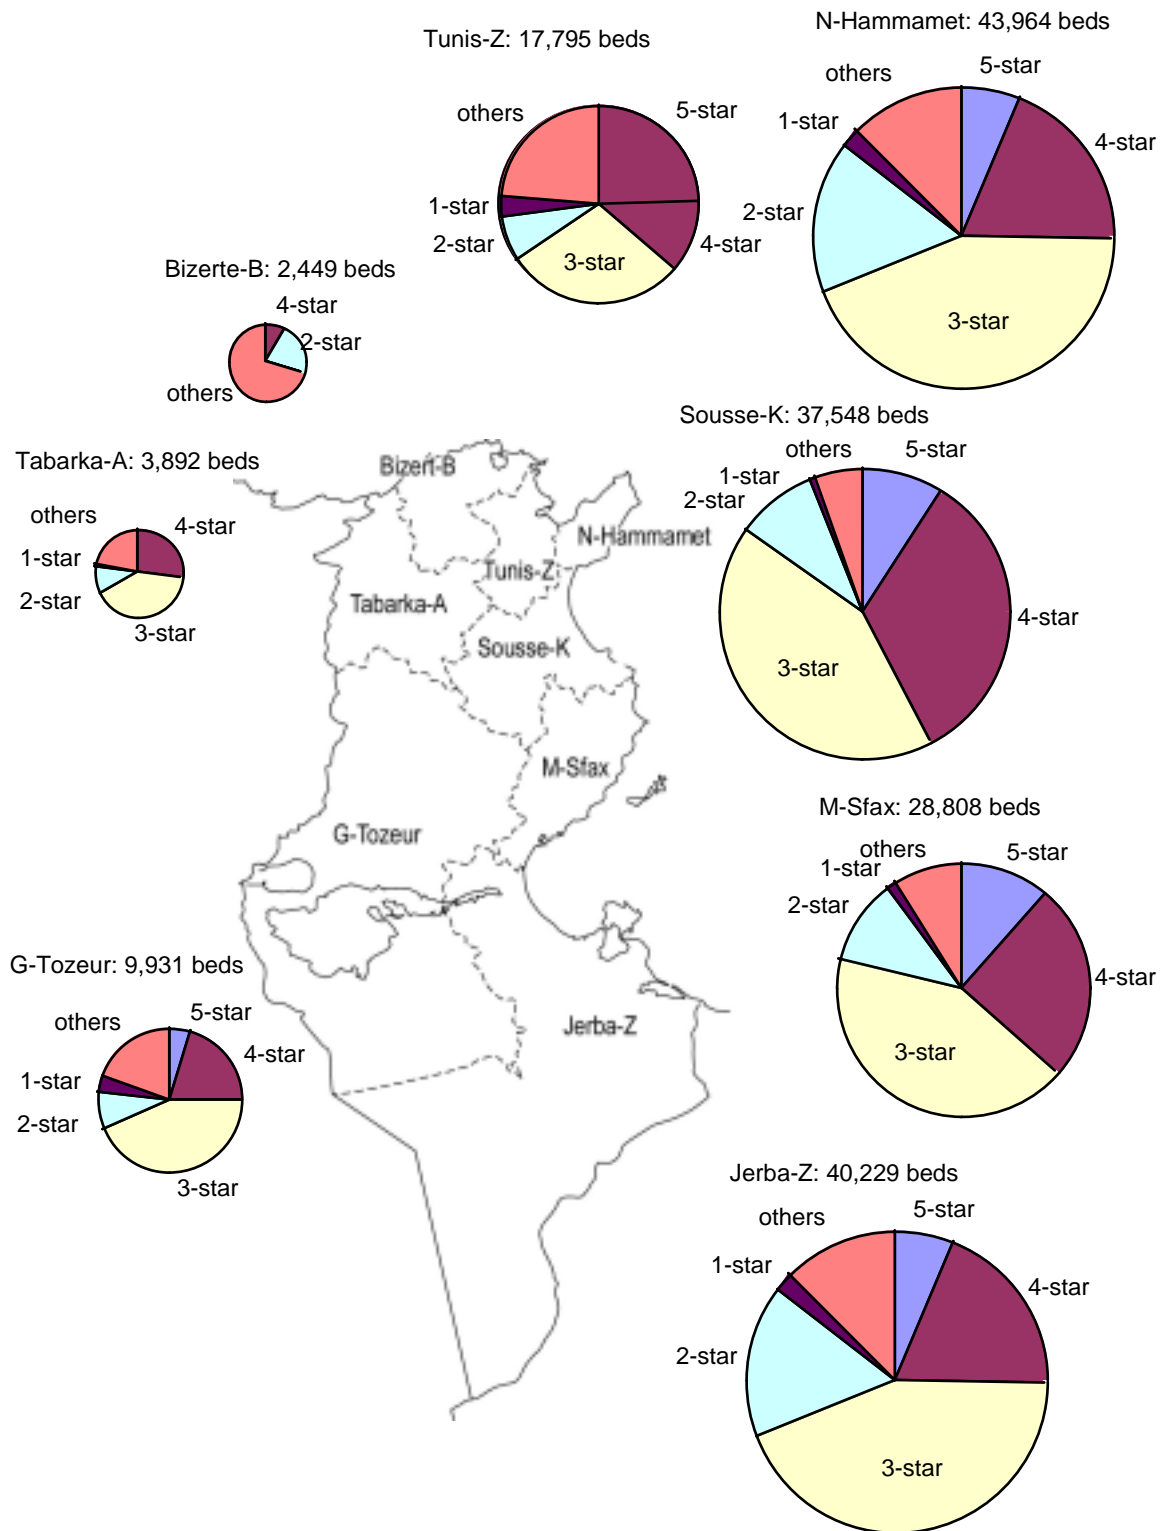 N-Hammamet: 43,964 beds
Tunis-Z: 17,795 beds
5-star
others
others
5-star
1-star
4-star
1-star
2-star
2-star
4-star
3-star
Bizerte-B: 2,449 beds
4-star
3-star
2-star
others
Sousse-K: 37,548 beds
Tabarka-A: 3,892 beds
others
5-star
Bizert-B
1-star
others
4-star
2-star
N-Hammamet
1-star
Tunis-Z
2-star
Tabarka-A
4-star
3-star
Sousse-K
3-star
M-Sfax
M-Sfax: 28,808 beds
G-Tozeur
others
5-star
1-star
2-star
G-Tozeur: 9,931 beds
4-star
5-star
others
Jerba-Z
4-star
3-star
1-star
2-star
3-star
Jerba-Z: 40,229 beds
5-star
others
1-star
4-star
2-star
3-star